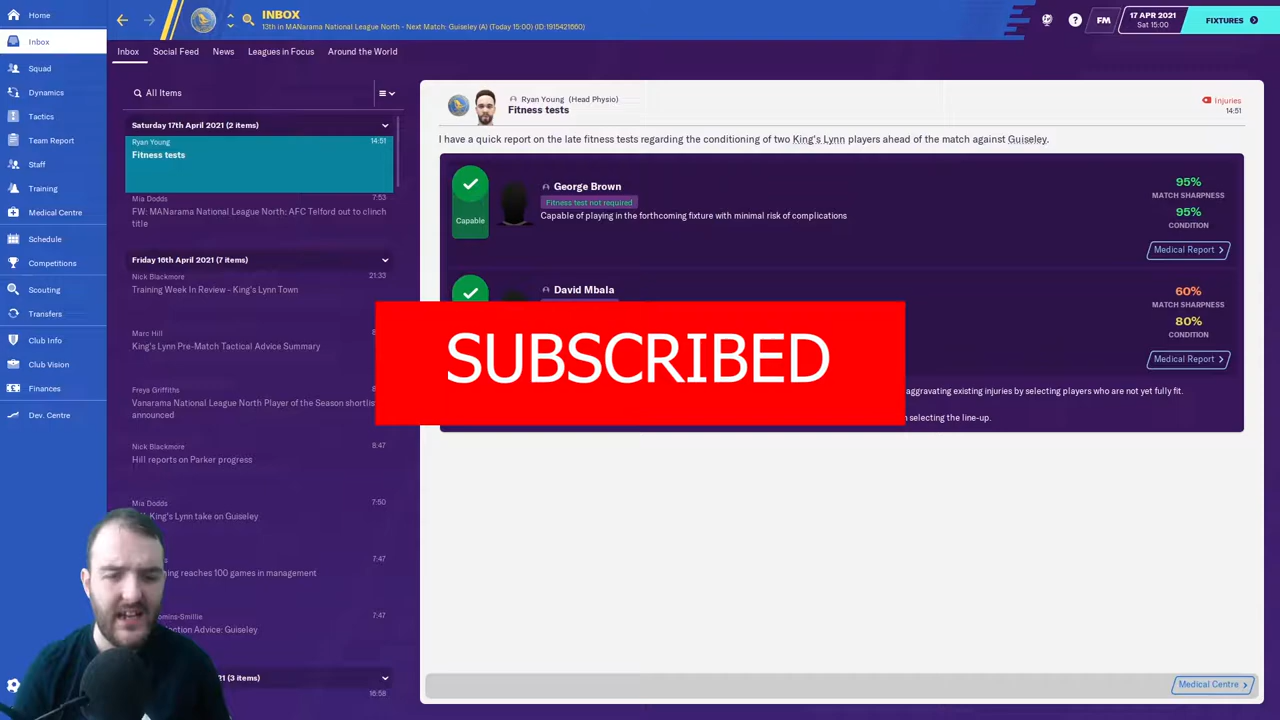 Home
Inbox
Squad
Dynamics
Tactics
Team Report
Staff
Training
Medical Centre
Schedule
Competitions
Scouting
Transfers
Club Info
Club Vision
Finances
Dev. Centre
INBOX
13th in MANarama National League North - Next Match: Guiseley (A) (Today 15:00) (ID:1915421660)
FM
17 APR 2021
Sat 15:00
FIXTURES
Inbox
Social Feed
News
Leagues in Focus
Around the World
All Items
Saturday 17th April 2021 (2 items)
Ryan Young
14:51
Fitness tests
Mia Dodds
7:53
FW: MANarama National League North: AFC Telford out to clinch
title
Friday 16th April 2021 (7 items)
Nick Blackmore
21:33
Training Week In Review - King's Lynn Town
Marc Hill
King's Lynn Pre-Match Tactical Advice Summary
Freya Griffiths
Vanarama National League North Player of the Season shortlist
announced
Nick Blackmore
8:47
Hill reports on Parker progress
Mia Dodds
7:50
King's Lynn take on Guiseley
7:47
reaches 100 games in management
7:47
Advice: Guiseley
(3 items)
16:58
Ryan Young (Head Physio)
Fitness tests
Injuries
14:51
I have a quick report on the late fitness tests regarding the conditioning of two King's Lynn players ahead of the match against Guiseley.
Capable
George Brown
Fitness test not required
Capable of playing in the forthcoming fixture with minimal risk of complications
95%
MATCH SHARPNESS
95%
CONDITION
Medical Report
David Mbala
60%
MATCH SHARPNESS
80%
CONDITION
Medical Report
SUBSCRIBED
aggravating existing injuries by selecting players who are not yet fully fit.
selecting the line-up.
Medical Centre